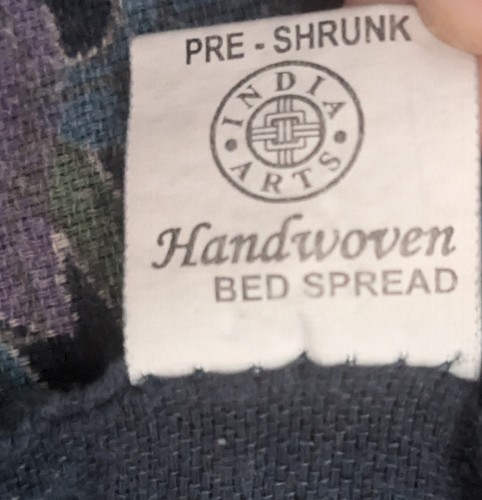 PRE - SHRUNK
INDIA
ARTS
Handwoven
BED SPREAD